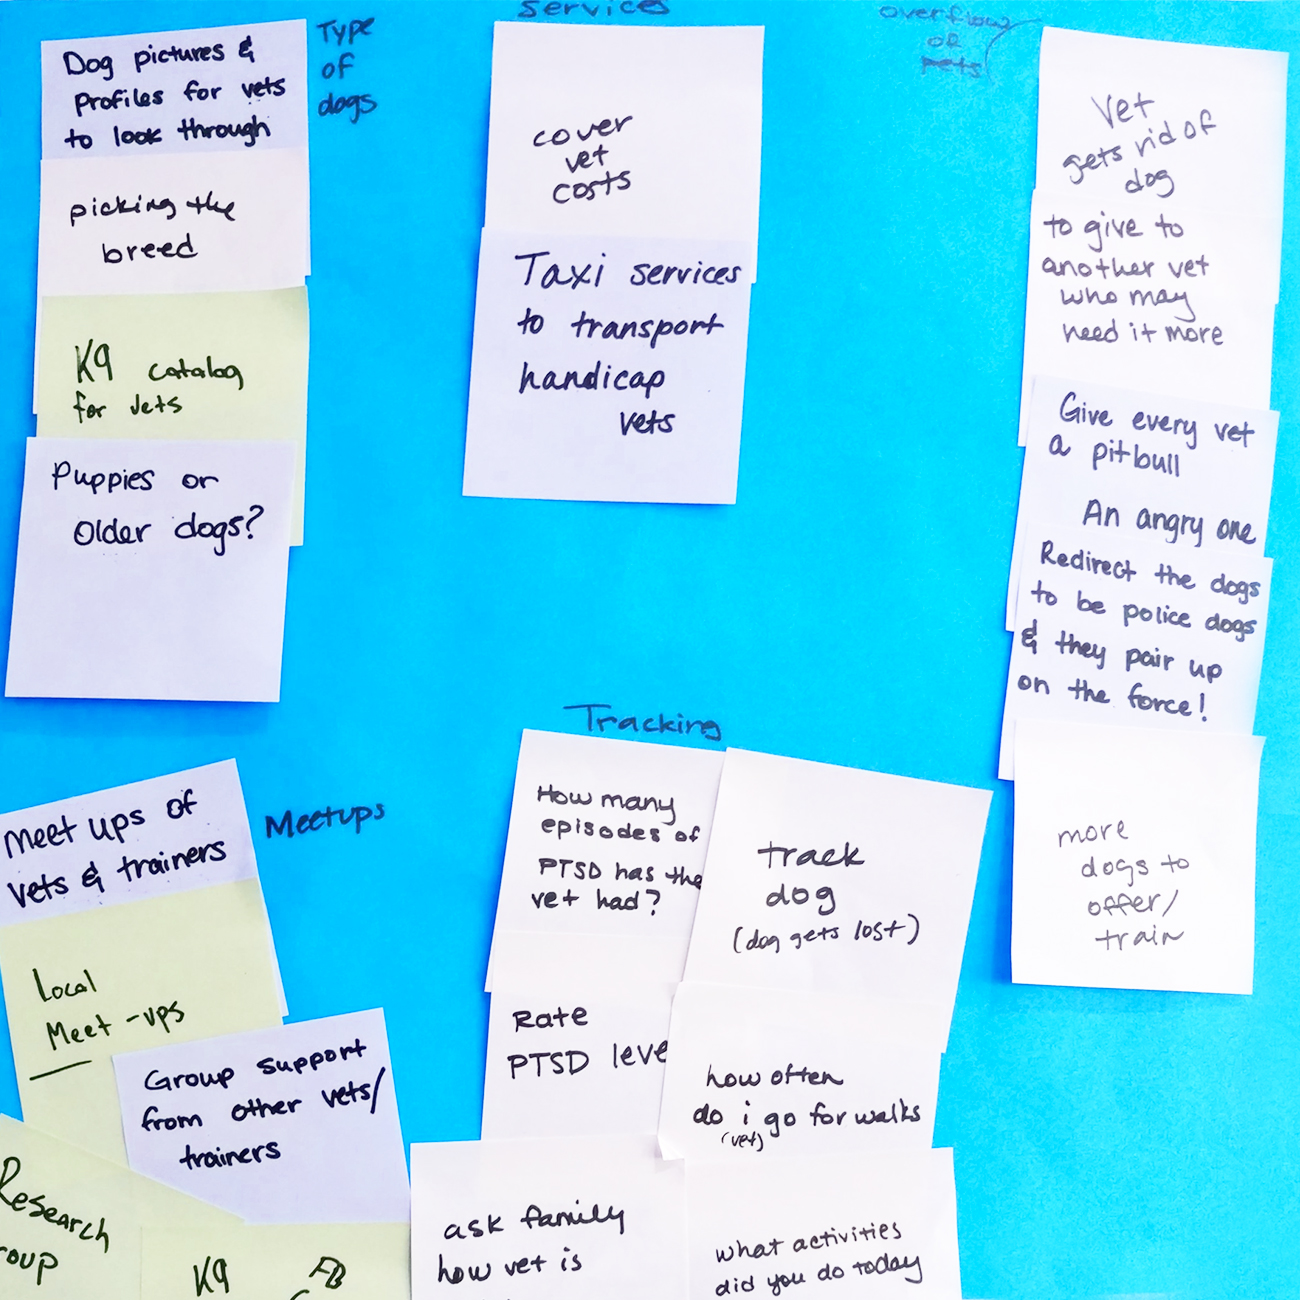 Type
of
dogs
Dog pictures &
profiles for vets
to look through
picking the
breed
K9 catalog
for vets
Puppies or
Older dogs?
services
cover
vet
costs
Taxi services
to transport
handicap
vets
overflow
of
pets
vet
gets rid of
dog
to give to
another vet
who may
need it more
Give every vet
a pitbull
An angry one
Redirect the dogs
to be police dogs
& they pair up
on the force!
more
dogs to
offer/
train
Meetups
Meet ups of
vets & trainers
Local
Meet-ups
Group support
from other vets/
trainers
Research
roup
K9
FB
Tracking
How many
episodes of
PTSD has the
vet had?
Rate
PTSD leve
ask family
how vet is
track
dog
(dog gets lost)
how often
do i go for walks
(vet)
what activities
did you do today